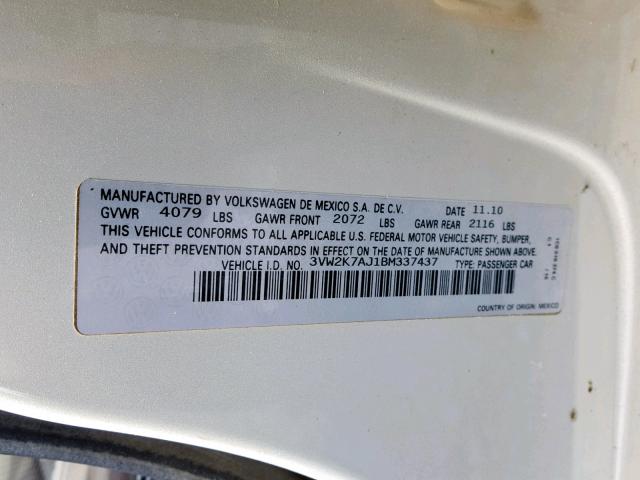 MANUFACTURED BY VOLKSWAGEN DE MEXICO S.A. DE C.V. DATE 11.10
GVWR 4079 LBS GAWR FRONT 2072 LBS GAWR REAR 2116 LBS
THIS VEHICLE CONFORMS TO ALL APPLICABLE U.S. FEDERAL MOTOR VEHICLE SAFETY, BUMPER,
AND THEFT PREVENTION STANDARDS IN EFFECT ON THE DATE OF MANUFACTURE SHOWN ABOVE.
VEHICLE I.D. NO. 3VW2K7AJ1BM337437 TYPE: PASSENGER CAR
COUNTRY OF ORIGIN: MEXICO